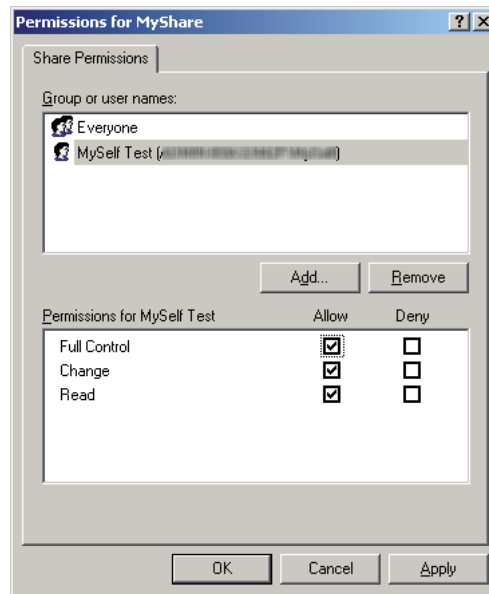 Permissions for MyShare
Share Permissions
Group or user names:
Everyone
MySelf Test (
Add... Remove
Permissions for MySelf Test Allow Deny
Full Control
Change
Read
OK Cancel Apply